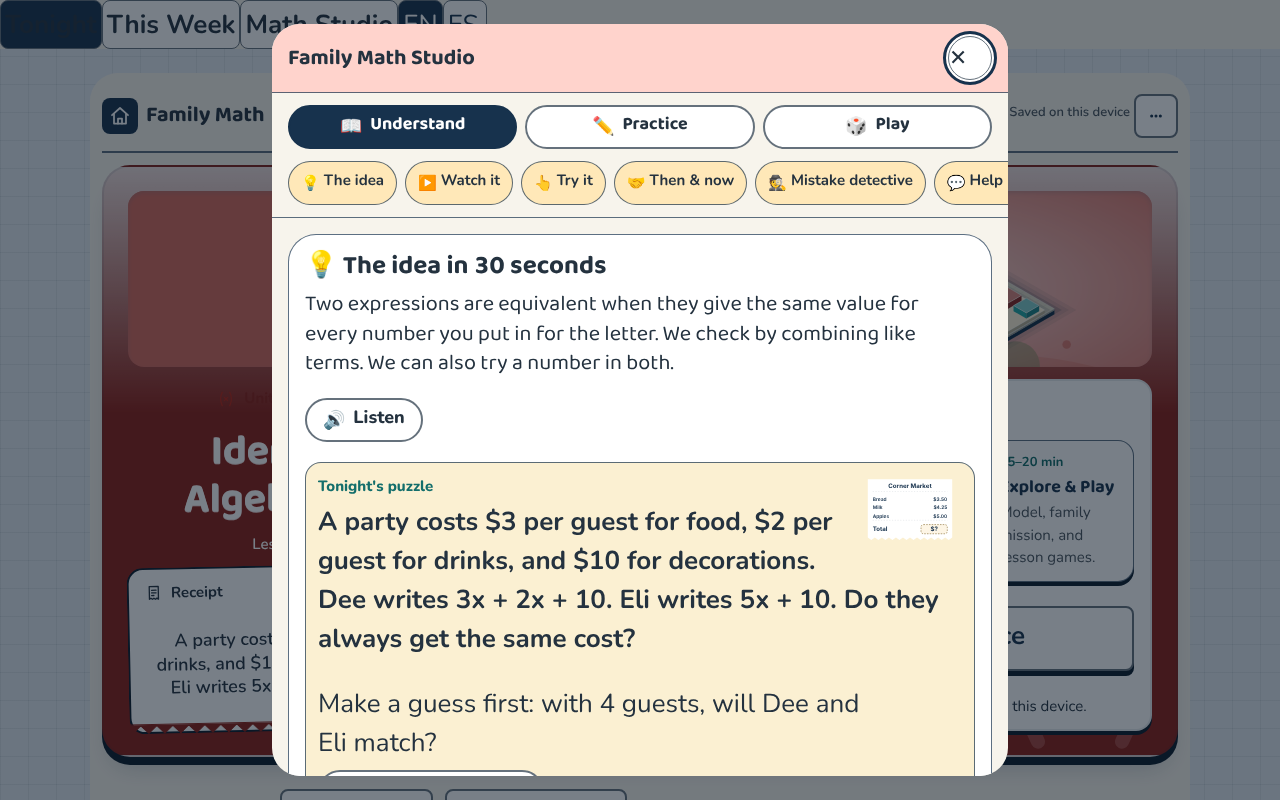 This Week
Math Studio
EN
ES
Family Math Studio
✕
Family Math
Saved on this device
...
📖 Understand
✏️ Practice
🎲 Play
💡 The idea
▶️ Watch it
👆 Try it
🤝 Then & now
🕵️ Mistake detective
💬 Help
💡 The idea in 30 seconds
Two expressions are equivalent when they give the same value for
every number you put in for the letter. We check by combining like
terms. We can also try a number in both.
🔊 Listen
Tonight's puzzle
A party costs $3 per guest for food, $2 per
guest for drinks, and $10 for decorations.
Dee writes 3x + 2x + 10. Eli writes 5x + 10. Do they
always get the same cost?
Corner Market
Bread $3.50
Milk $4.25
Apples $5.00
Total $?
Make a guess first: with 4 guests, will Dee and
Eli match?
Receipt
A party cost
drinks, and $1
Eli writes 5x
5–20 min
Explore & Play
Model, family
mission, and
lesson games.
this device.